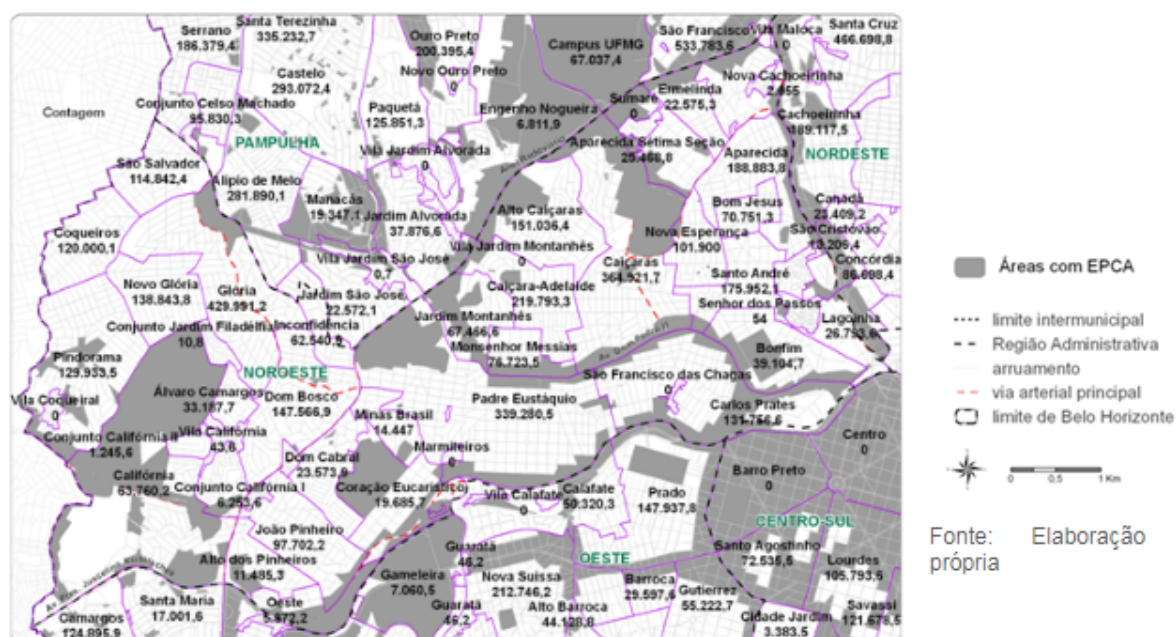 Santa Terezinha
335.232,7
Serrano
186.379,4
Ouro Preto
200.395,4
Campus UFMG
67.037,4
São Francisco
533.783,6
Vila Maloca
0
Santa Cruz
466.698,8
Castelo
293.072,4
Novo Ouro Preto
0
Nova Cachoeirinha
2.055
Contagem
Conjunto Celso Machado
95.830,3
Paquetá
125.851,3
Engenho Nogueira
6.811,9
Sumaré
0
Ermelinda
22.575,3
Cachoeirinha
189.117,5
PAMPULHA
Vila Jardim Alvorada
0
Aparecida Sétima Seção
25.468,8
Aparecida
188.883,8
NORDESTE
São Salvador
114.842,4
Alípio de Melo
281.890,1
Manacás
19.347,1
Jardim Alvorada
37.876,6
Alto Caiçaras
151.036,4
Bom Jesus
70.751,3
Canadá
23.409,2
São Cristovão
Coqueiros
120.000,1
Vila Jardim Montanhês
0
Nova Esperança
101.900
Vila Jardim São José
0,7
Caiçaras
364.921,7
Concórdia
86.698,4
Novo Glória
138.843,8
Glória
429.991,2
Jardim São José
22.572,1
Caiçara-Adelaide
219.793,3
Santo André
175.952,1
Senhor dos Passos
54
Conjunto Jardim Filadélfia
10,8
Inconfidência
62.540,9
Jardim Montanhês
67.466,6
Lagoinha
26.793,6
Pindorama
129.933,5
Monsenhor Messias
76.723,5
Av. Dom Pedro II
Bonfim
39.104,7
NOROESTE
São Francisco das Chagas
0
Vila Coqueiral
0
Álvaro Camargos
33.187,7
Dom Bosco
147.566,9
Padre Eustáquio
339.280,5
Carlos Prates
131.756,6
Minas Brasil
14.447
Conjunto Califórnia II
1.245,6
Vila Califórnia
43,6
Marmiteiros
0
Centro
0
Califórnia
63.760,2
Dom Cabral
23.573,9
Barro Preto
0
Conjunto Califórnia I
6.253,6
Coração Eucarístico
19.685,7
Vila Calafate
0
Calafate
50.320,3
Prado
147.937,8
João Pinheiro
97.702,2
CENTRO-SUL
Alto dos Pinheiros
11.485,3
Guaratã
46,2
OESTE
Santo Agostinho
72.535,5
Lourdes
105.793,6
Gameleira
7.060,5
Nova Suissa
212.746,2
Barroca
29.597,6
Gutierrez
55.222,7
Santa Maria
17.001,6
Oeste
5.672,2
Guaratã
46,2
Alto Barroca
44.128,8
Savassi
121.678,5
Camargos
124.895,9
Cidade Jardim
3.383,5
Áreas com EPCA
limite intermunicipal
Região Administrativa
arruamento
via arterial principal
limite de Belo Horizonte
0 0,5 1 Km
Fonte: Elaboração
própria